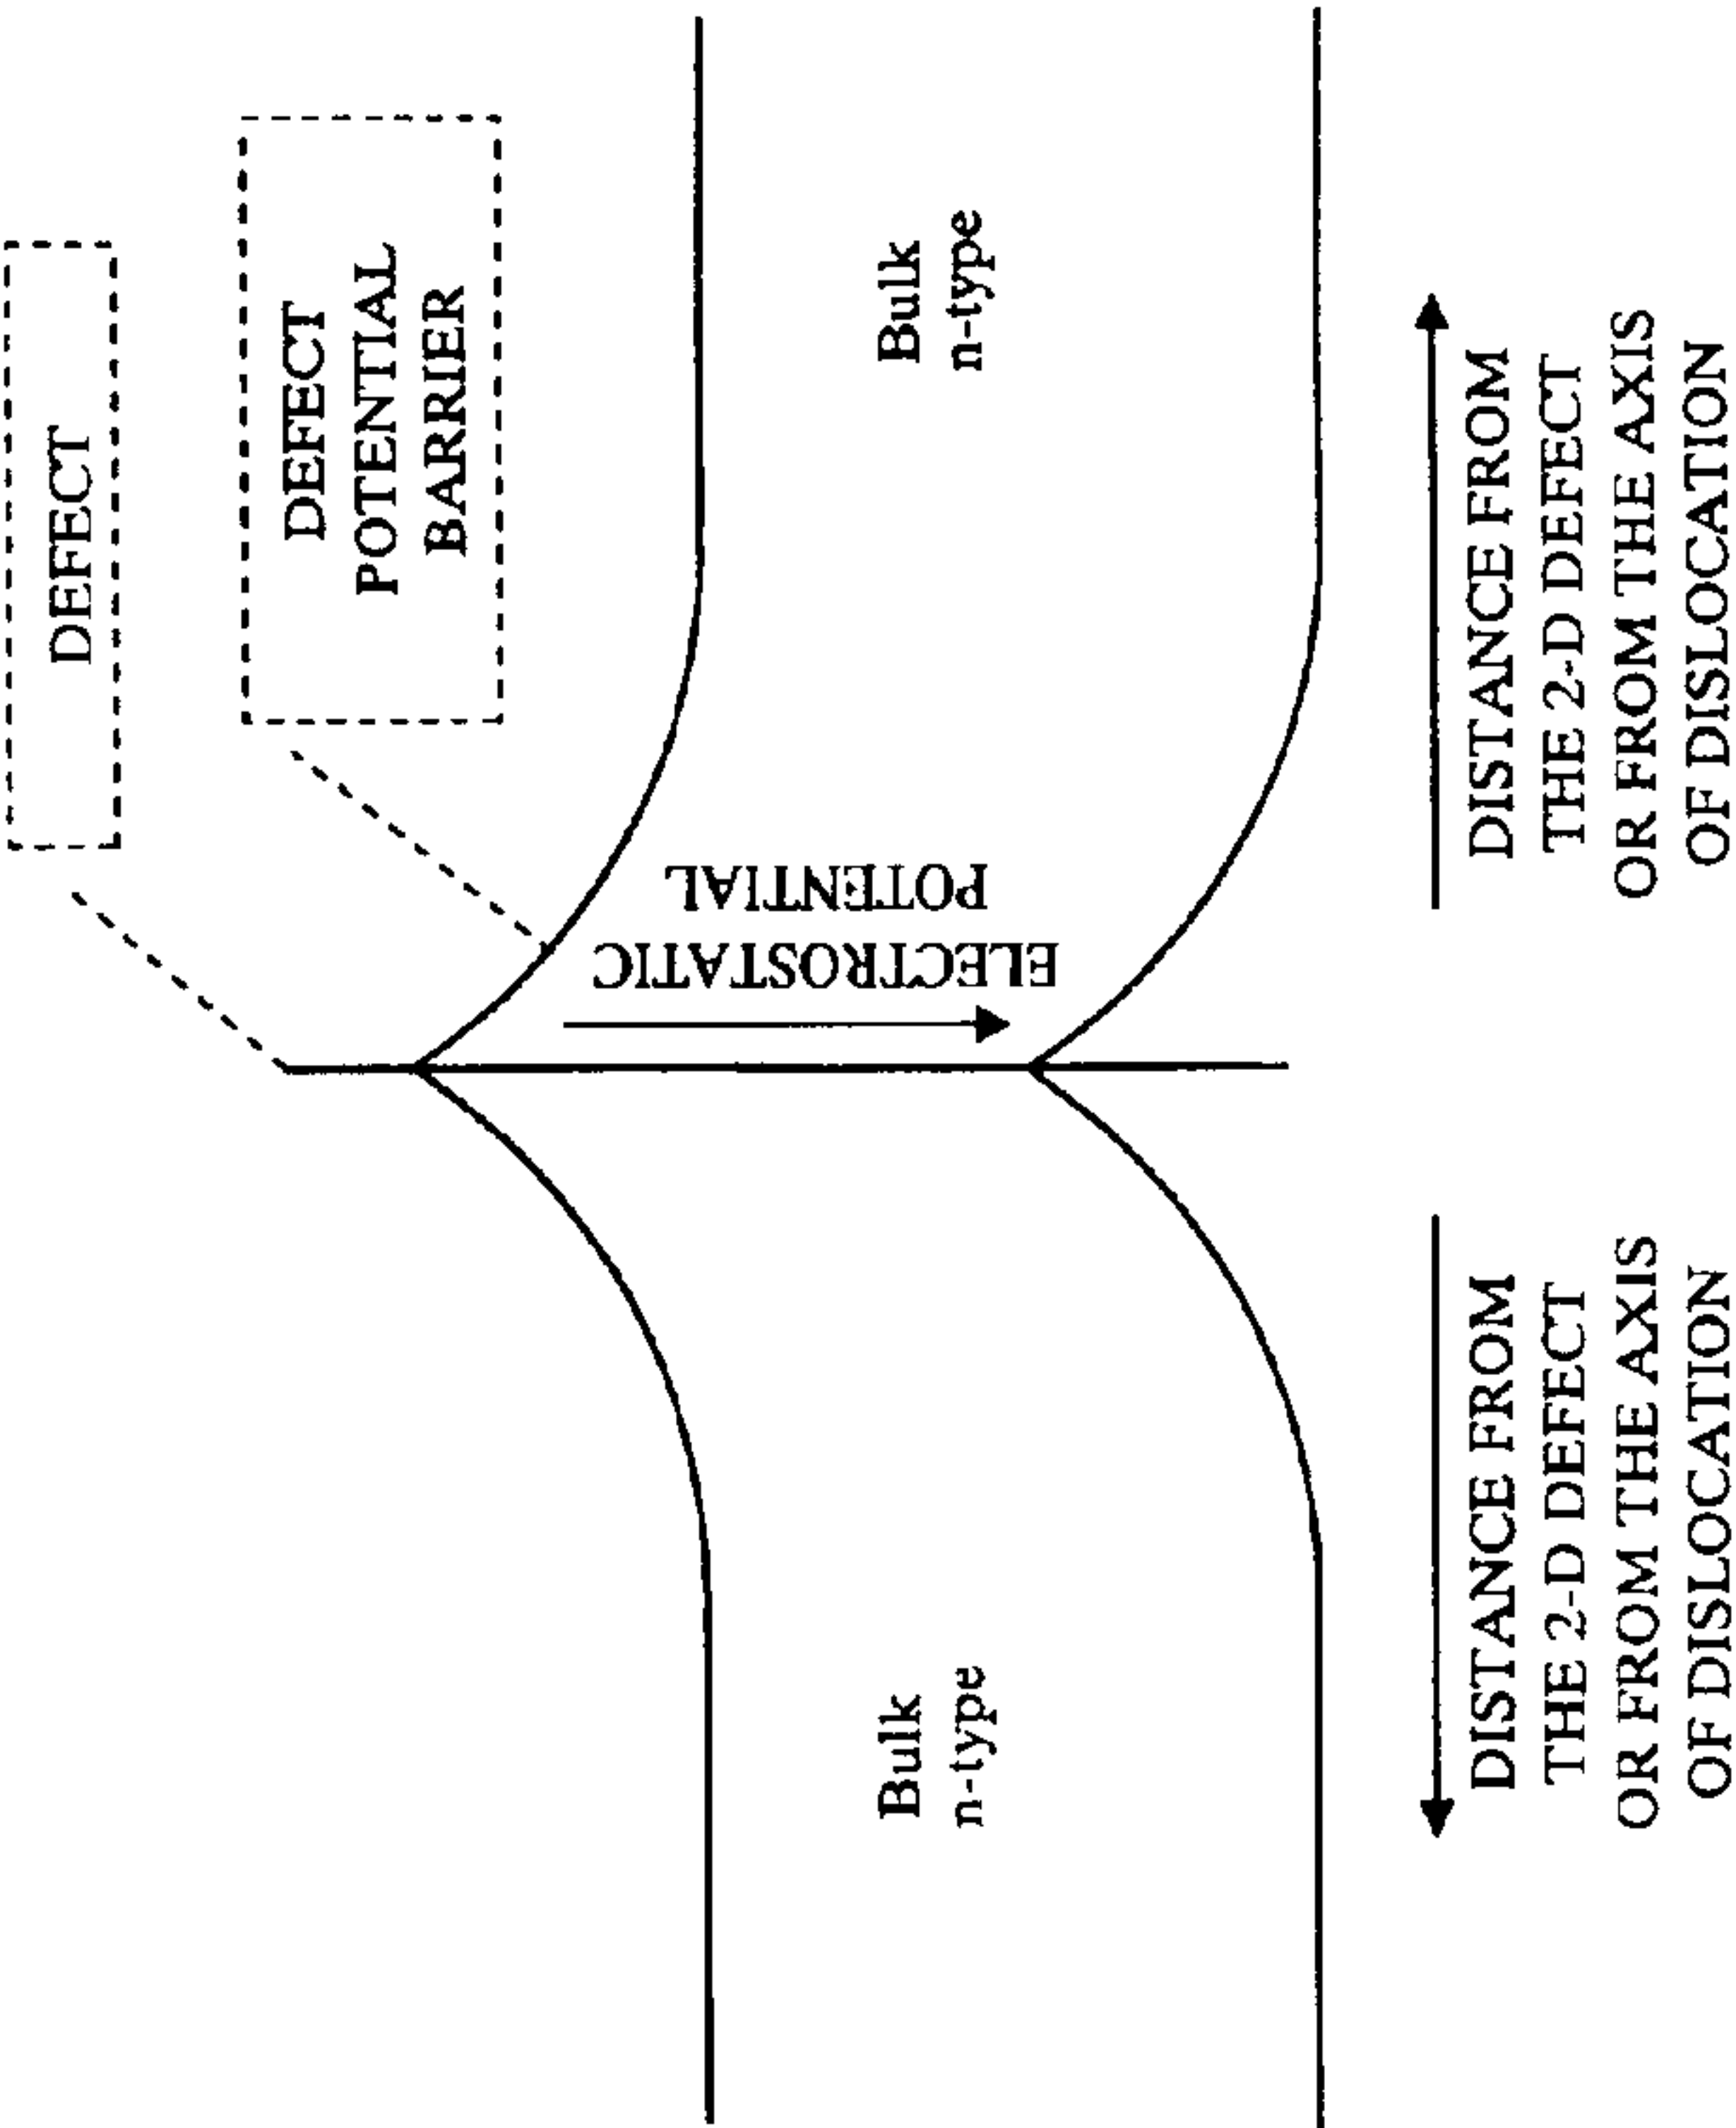 DEFECT
DEFECT
POTENTIAL
BARRIER
ELECTROSTATIC
POTENTIAL
Bulk
n-type
Bulk
n-type
DISTANCE FROM
THE 2-D DEFECT
OR FROM THE AXIS
OF DISLOCATION
DISTANCE FROM
THE 2-D DEFECT
OR FROM THE AXIS
OF DISLOCATION